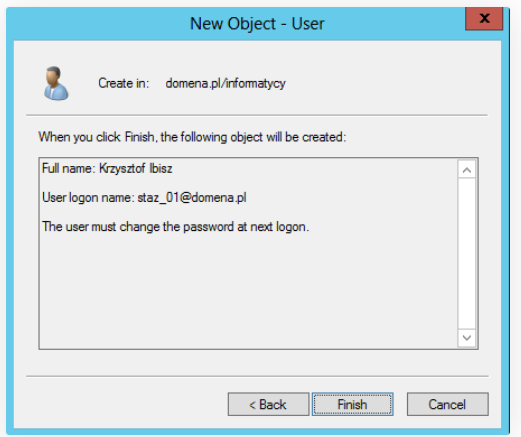 New Object - User
x
Create in: domena.pl/informatycy
When you click Finish, the following object will be created:
Full name: Krzysztof Ibisz
User logon name: staz_01@domena.pl
The user must change the password at next logon.
< Back Finish Cancel